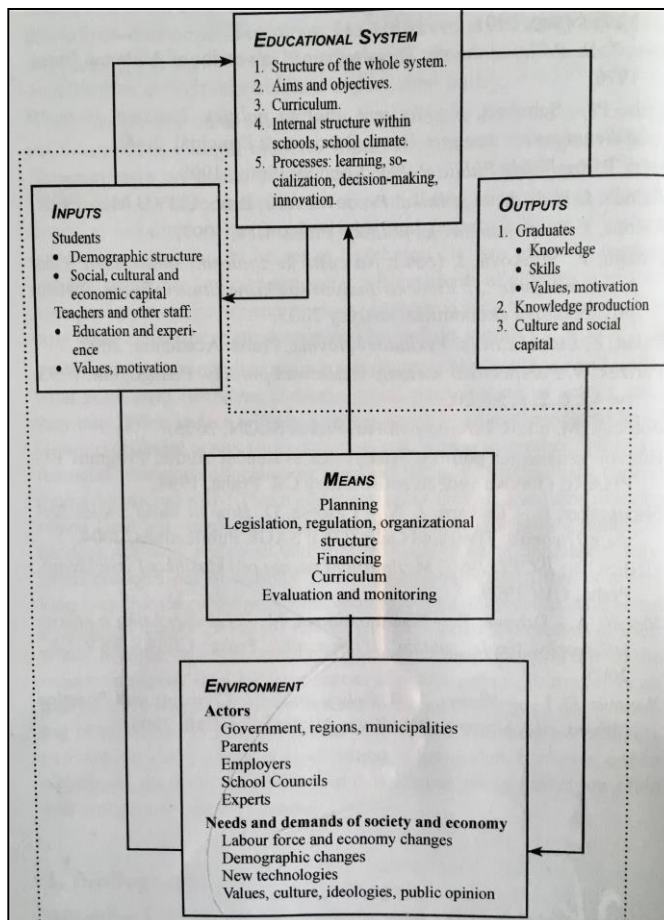 EDUCATIONAL SYSTEM
1. Structure of the whole system.
2. Aims and objectives.
3. Curriculum.
4. Internal structure within
schools, school climate.
5. Processes: learning, so-
cialization, decision-making,
innovation.
INPUTS
Students
• Demographic structure
• Social, cultural and
economic capital
Teachers and other staff:
• Education and experi-
ence
• Values, motivation
OUTPUTS
1. Graduates
• Knowledge
• Skills
• Values, motivation
2. Knowledge production
3. Culture and social
capital
MEANS
Planning
Legislation, regulation, organizational
structure
Financing
Curriculum
Evaluation and monitoring
ENVIRONMENT
Actors
Government, regions, municipalities
Parents
Employers
School Councils
Experts
Needs and demands of society and economy
Labour force and economy changes
Demographic changes
New technologies
Values, culture, ideologies, public opinion